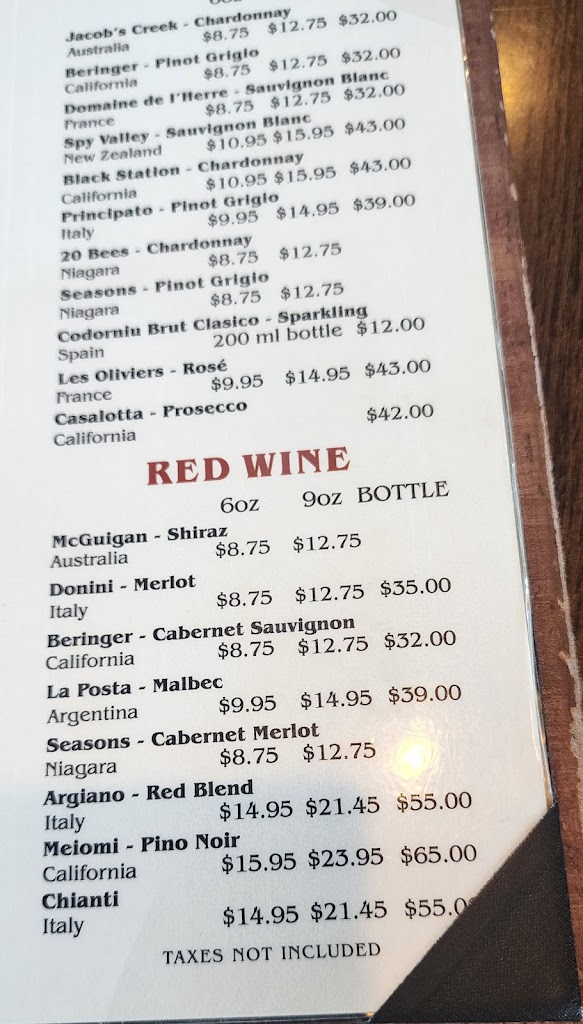 Jacob's Creek - Chardonnay
Australia $8.75 $12.75 $32.00
Beringer - Pinot Grigio
California $8.75 $12.75 $32.00
Domaine de l'Herre - Sauvignon Blanc
France $8.75 $12.75 $32.00
Spy Valley - Sauvignon Blanc
New Zealand $10.95 $15.95 $43.00
Black Station - Chardonnay
California $10.95 $15.95 $43.00
Principato - Pinot Grigio
Italy $9.95 $14.95 $39.00
20 Bees - Chardonnay
Niagara $8.75 $12.75
Seasons - Pinot Grigio
Niagara $8.75 $12.75
Codorniu Brut Clasico - Sparkling
Spain 200 ml bottle $12.00
Les Oliviers - Rosé
France $9.95 $14.95 $43.00
Casalotta - Prosecco
California $42.00
RED WINE
6oz 9oz BOTTLE
McGuigan - Shiraz
Australia $8.75 $12.75
Donini - Merlot
Italy $8.75 $12.75 $35.00
Beringer - Cabernet Sauvignon
California $8.75 $12.75 $32.00
La Posta - Malbec
Argentina $9.95 $14.95 $39.00
Seasons - Cabernet Merlot
Niagara $8.75 $12.75
Argiano - Red Blend
Italy $14.95 $21.45 $55.00
Meiomi - Pino Noir
California $15.95 $23.95 $65.00
Chianti
Italy $14.95 $21.45 $55.0
TAXES NOT INCLUDED